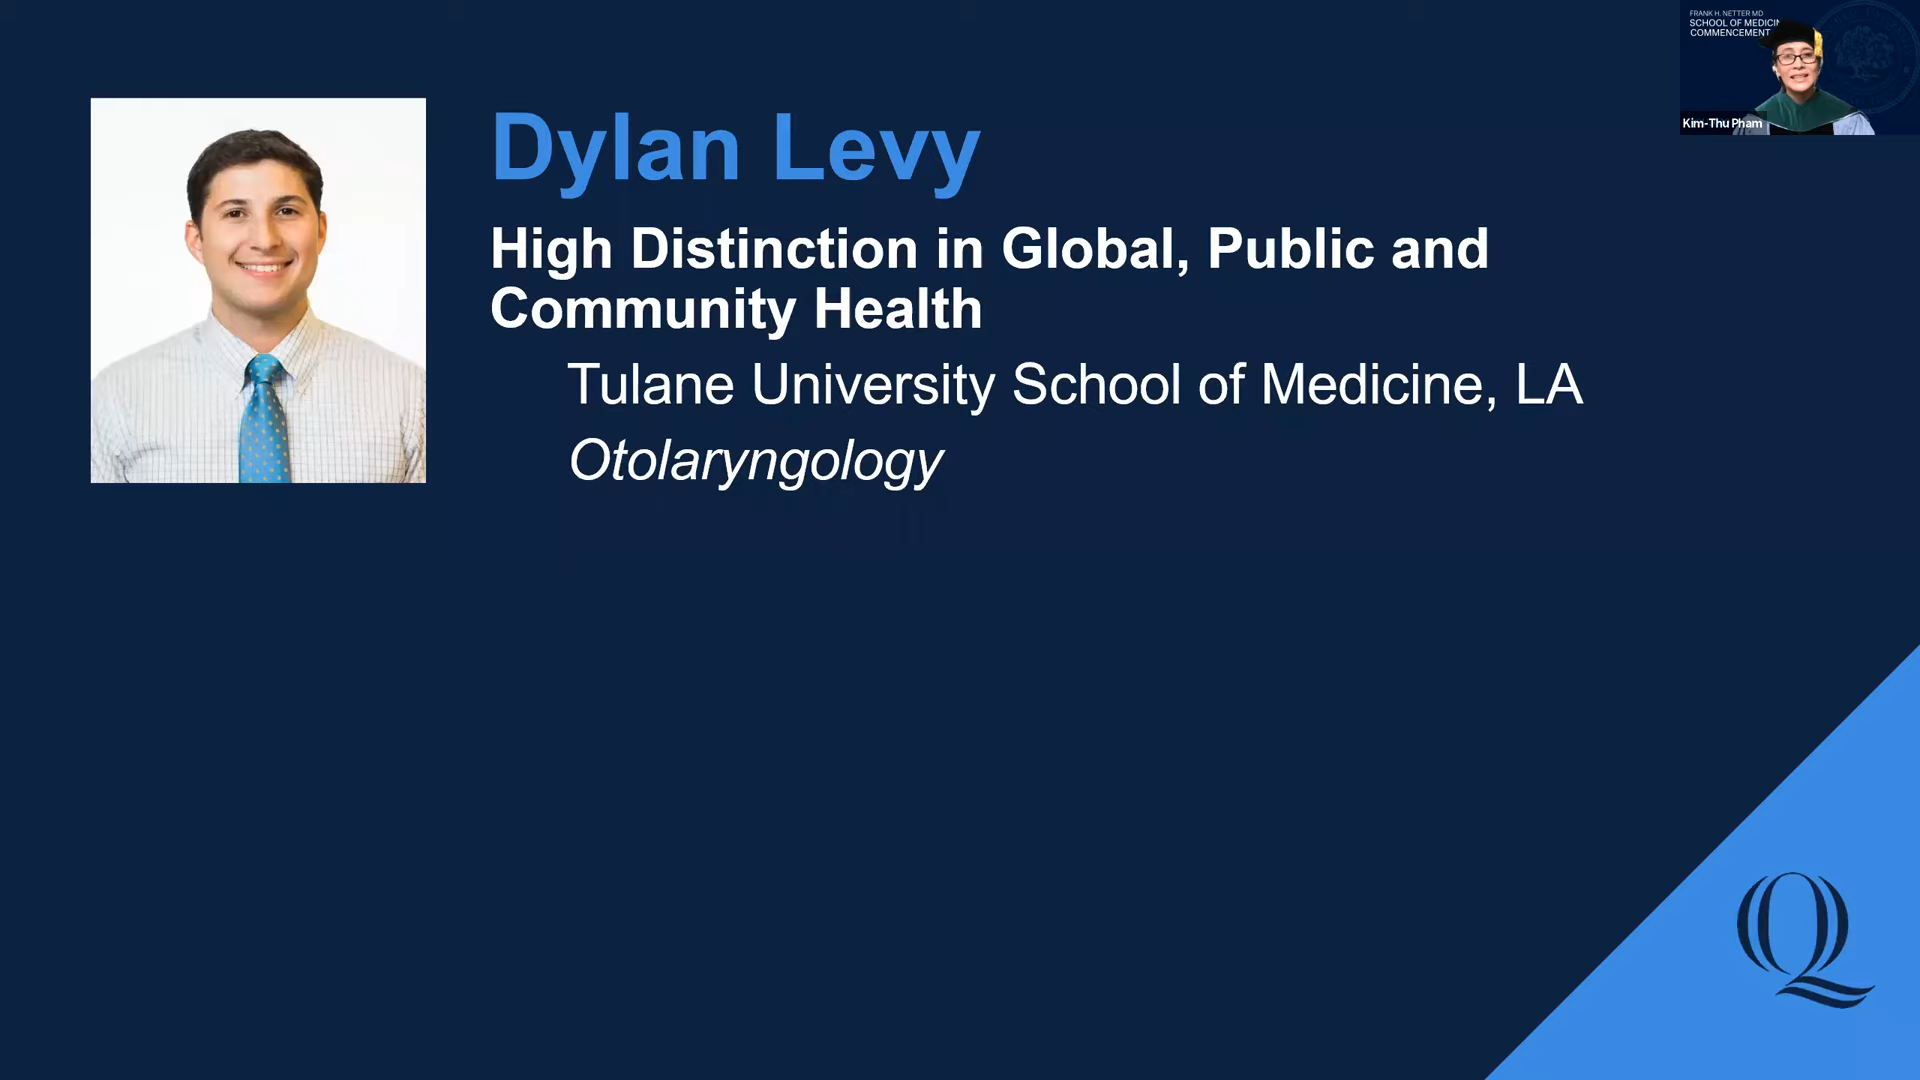 FRANK H. NETTER MD
SCHOOL OF MEDICIN
COMMENCEMENT
Kim-Thu Pham
Dylan Levy
High Distinction in Global, Public and
Community Health
Tulane University School of Medicine, LA
Otolaryngology